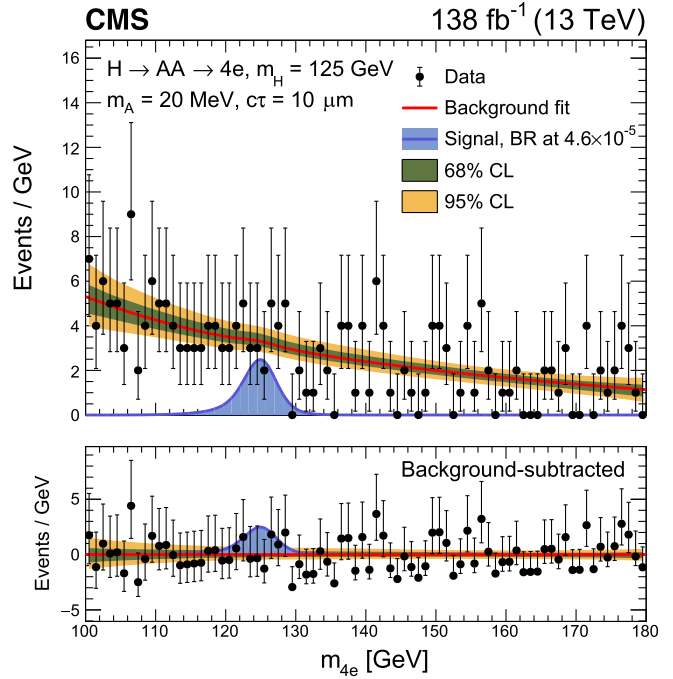 CMS 138 fb⁻¹ (13 TeV)
H → AA → 4e, m_H = 125 GeV
m_A = 20 MeV, cτ = 10 μm
Data
Background fit
Signal, BR at 4.6×10⁻⁵
68% CL
95% CL
Events / GeV
16
14
12
10
8
6
4
2
0
Background-subtracted
Events / GeV
5
0
−5
100 110 120 130 140 150 160 170 180
m_4e [GeV]